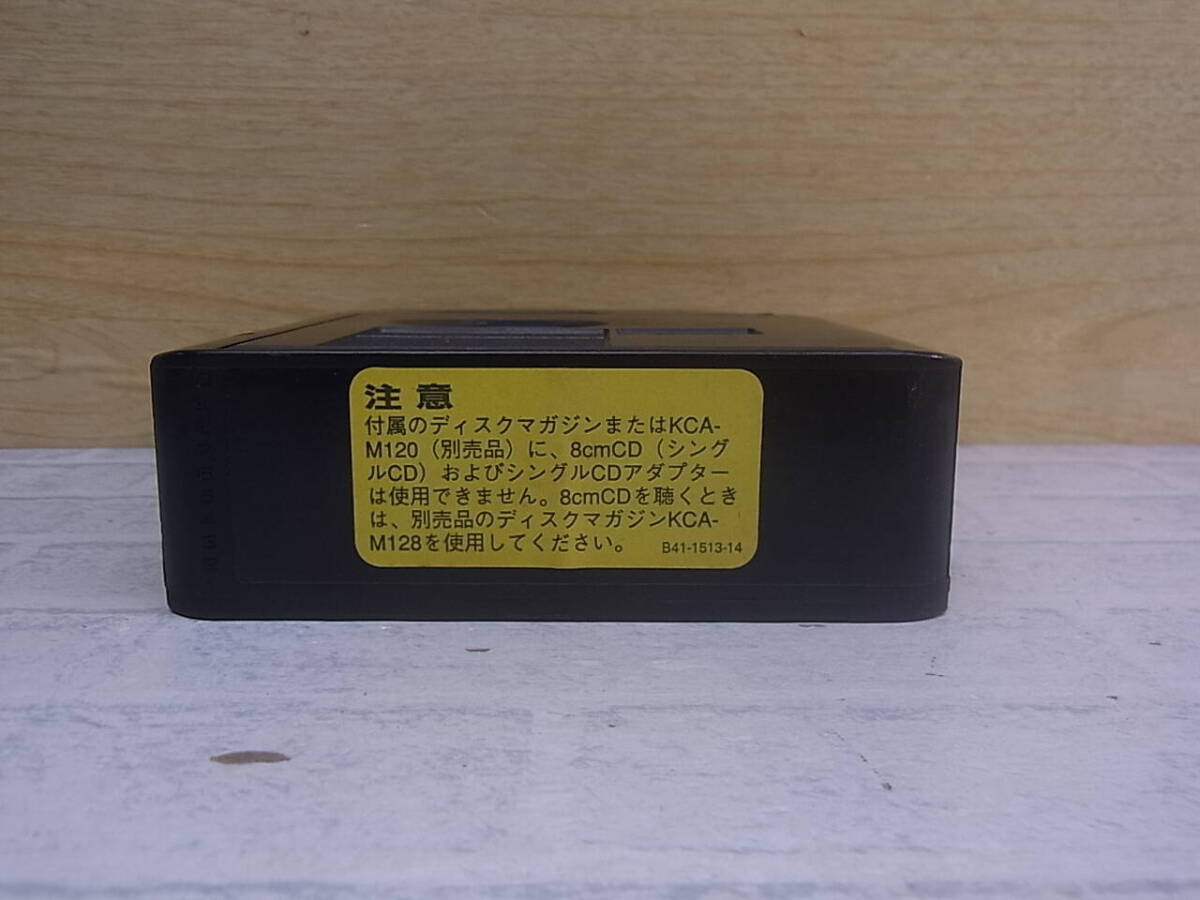 注意
付属のディスクマガジンまたはKCA-
M120（別売品）に、8cmCD（シング
ルCD）およびシングルCDアダプター
は使用できません。8cmCDを聴くとき
は、別売品のディスクマガジンKCA-
M128を使用してください。 B41-1513-14